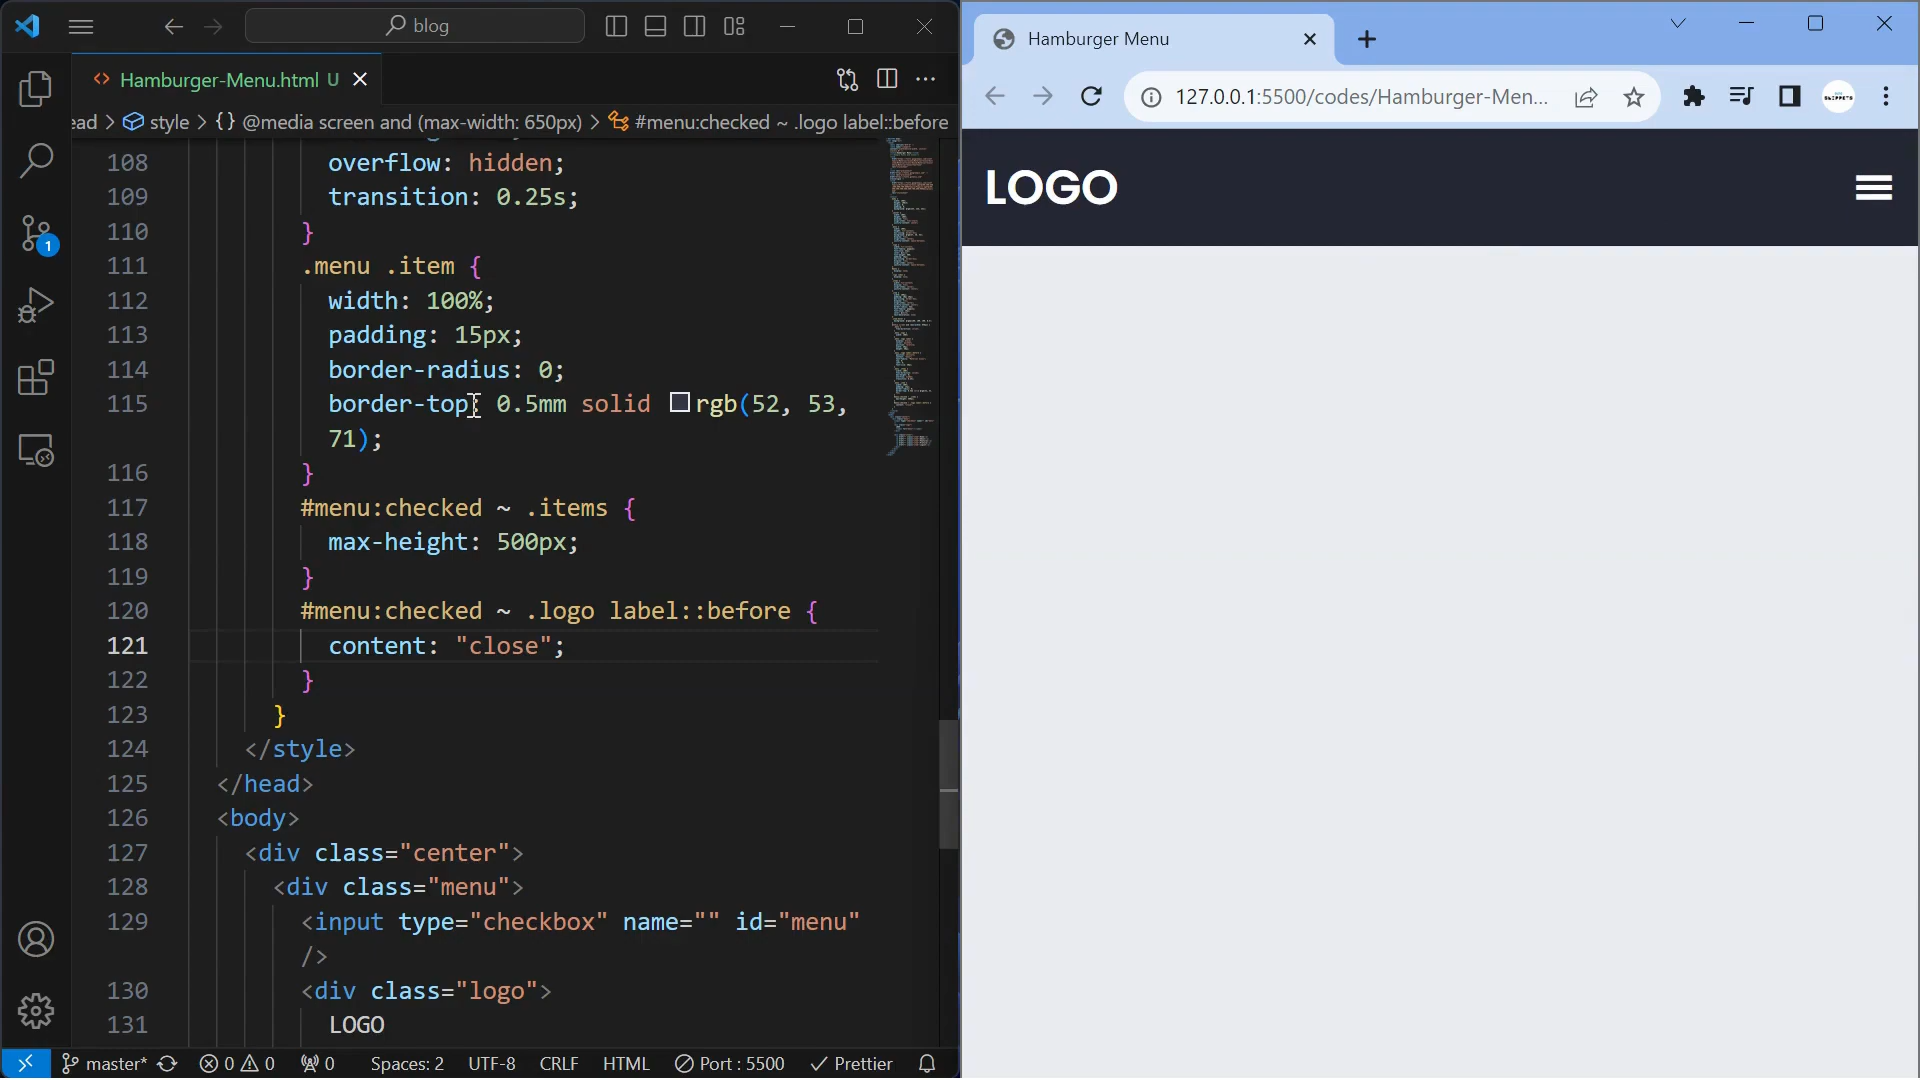 blog
Hamburger-Menu.html U
ead > style > {} @media screen and (max-width: 650px) > #menu:checked ~ .logo label::before
108 overflow: hidden;
109 transition: 0.25s;
110 }
111 .menu .item {
112 width: 100%;
113 padding: 15px;
114 border-radius: 0;
115 border-top: 0.5mm solid rgb(52, 53,
71);
116 }
117 #menu:checked ~ .items {
118 max-height: 500px;
119 }
120 #menu:checked ~ .logo label::before {
121 content: "close";
122 }
123 }
124 </style>
125 </head>
126 <body>
127 <div class="center">
128 <div class="menu">
129 <input type="checkbox" name="" id="menu"
/>
130 <div class="logo">
131 LOGO
1
master* 0 0 0 Spaces: 2 UTF-8 CRLF HTML Port : 5500 Prettier
Hamburger Menu
127.0.0.1:5500/codes/Hamburger-Men...
LOGO